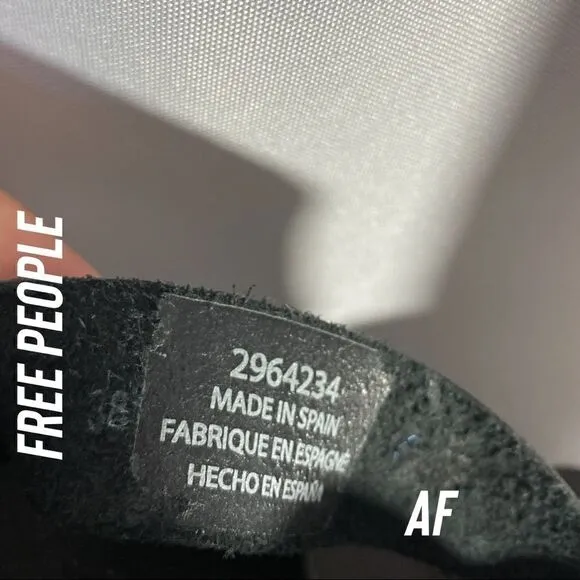 FREE PEOPLE
2964234
MADE IN SPAIN
FABRIQUE EN ESPAGNE
HECHO EN ESPAÑA
AF